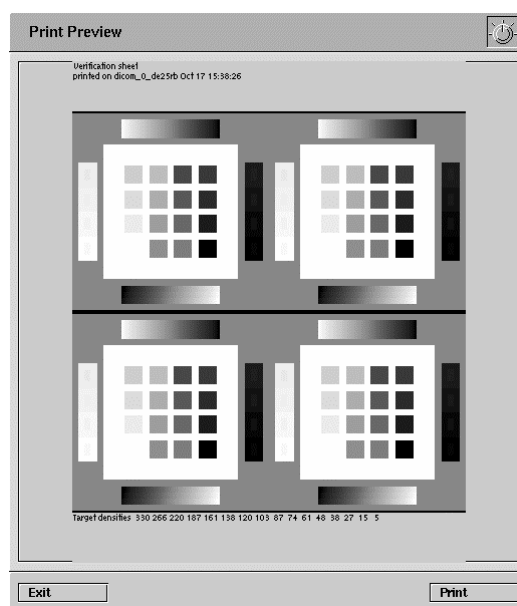 Print Preview
Verification sheet
printed on dicom_0_de25rb Oct 17 15:38:26
Target densities 330 266 220 187 161 138 120 103 87 74 61 48 38 27 15 5
Exit
Print